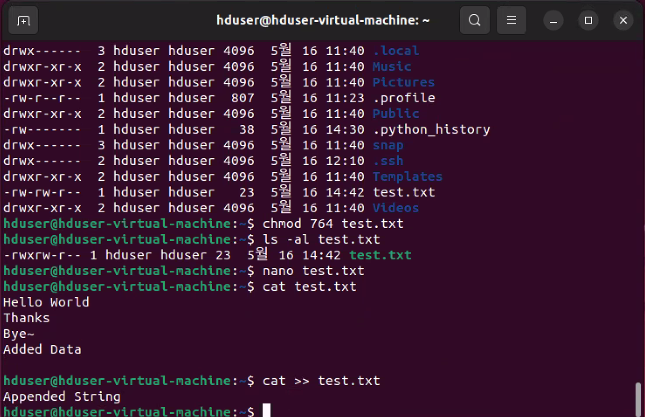 hduser@hduser-virtual-machine: ~
drwx------ 3 hduser hduser 4096 5월 16 11:40 .local
drwxr-xr-x 2 hduser hduser 4096 5월 16 11:40 Music
drwxr-xr-x 2 hduser hduser 4096 5월 16 11:40 Pictures
-rw-r--r-- 1 hduser hduser 807 5월 16 11:23 .profile
drwxr-xr-x 2 hduser hduser 4096 5월 16 11:40 Public
-rw------- 1 hduser hduser 38 5월 16 14:30 .python_history
drwx------ 3 hduser hduser 4096 5월 16 11:40 snap
drwx------ 2 hduser hduser 4096 5월 16 12:10 .ssh
drwxr-xr-x 2 hduser hduser 4096 5월 16 11:40 Templates
-rw-rw-r-- 1 hduser hduser 23 5월 16 14:42 test.txt
drwxr-xr-x 2 hduser hduser 4096 5월 16 11:40 Videos
hduser@hduser-virtual-machine:~$ chmod 764 test.txt
hduser@hduser-virtual-machine:~$ ls -al test.txt
-rwxrw-r-- 1 hduser hduser 23 5월 16 14:42 test.txt
hduser@hduser-virtual-machine:~$ nano test.txt
hduser@hduser-virtual-machine:~$ cat test.txt
Hello World
Thanks
Bye~
Added Data
hduser@hduser-virtual-machine:~$ cat >> test.txt
Appended String
hduser@hduser-virtual-machine:~$